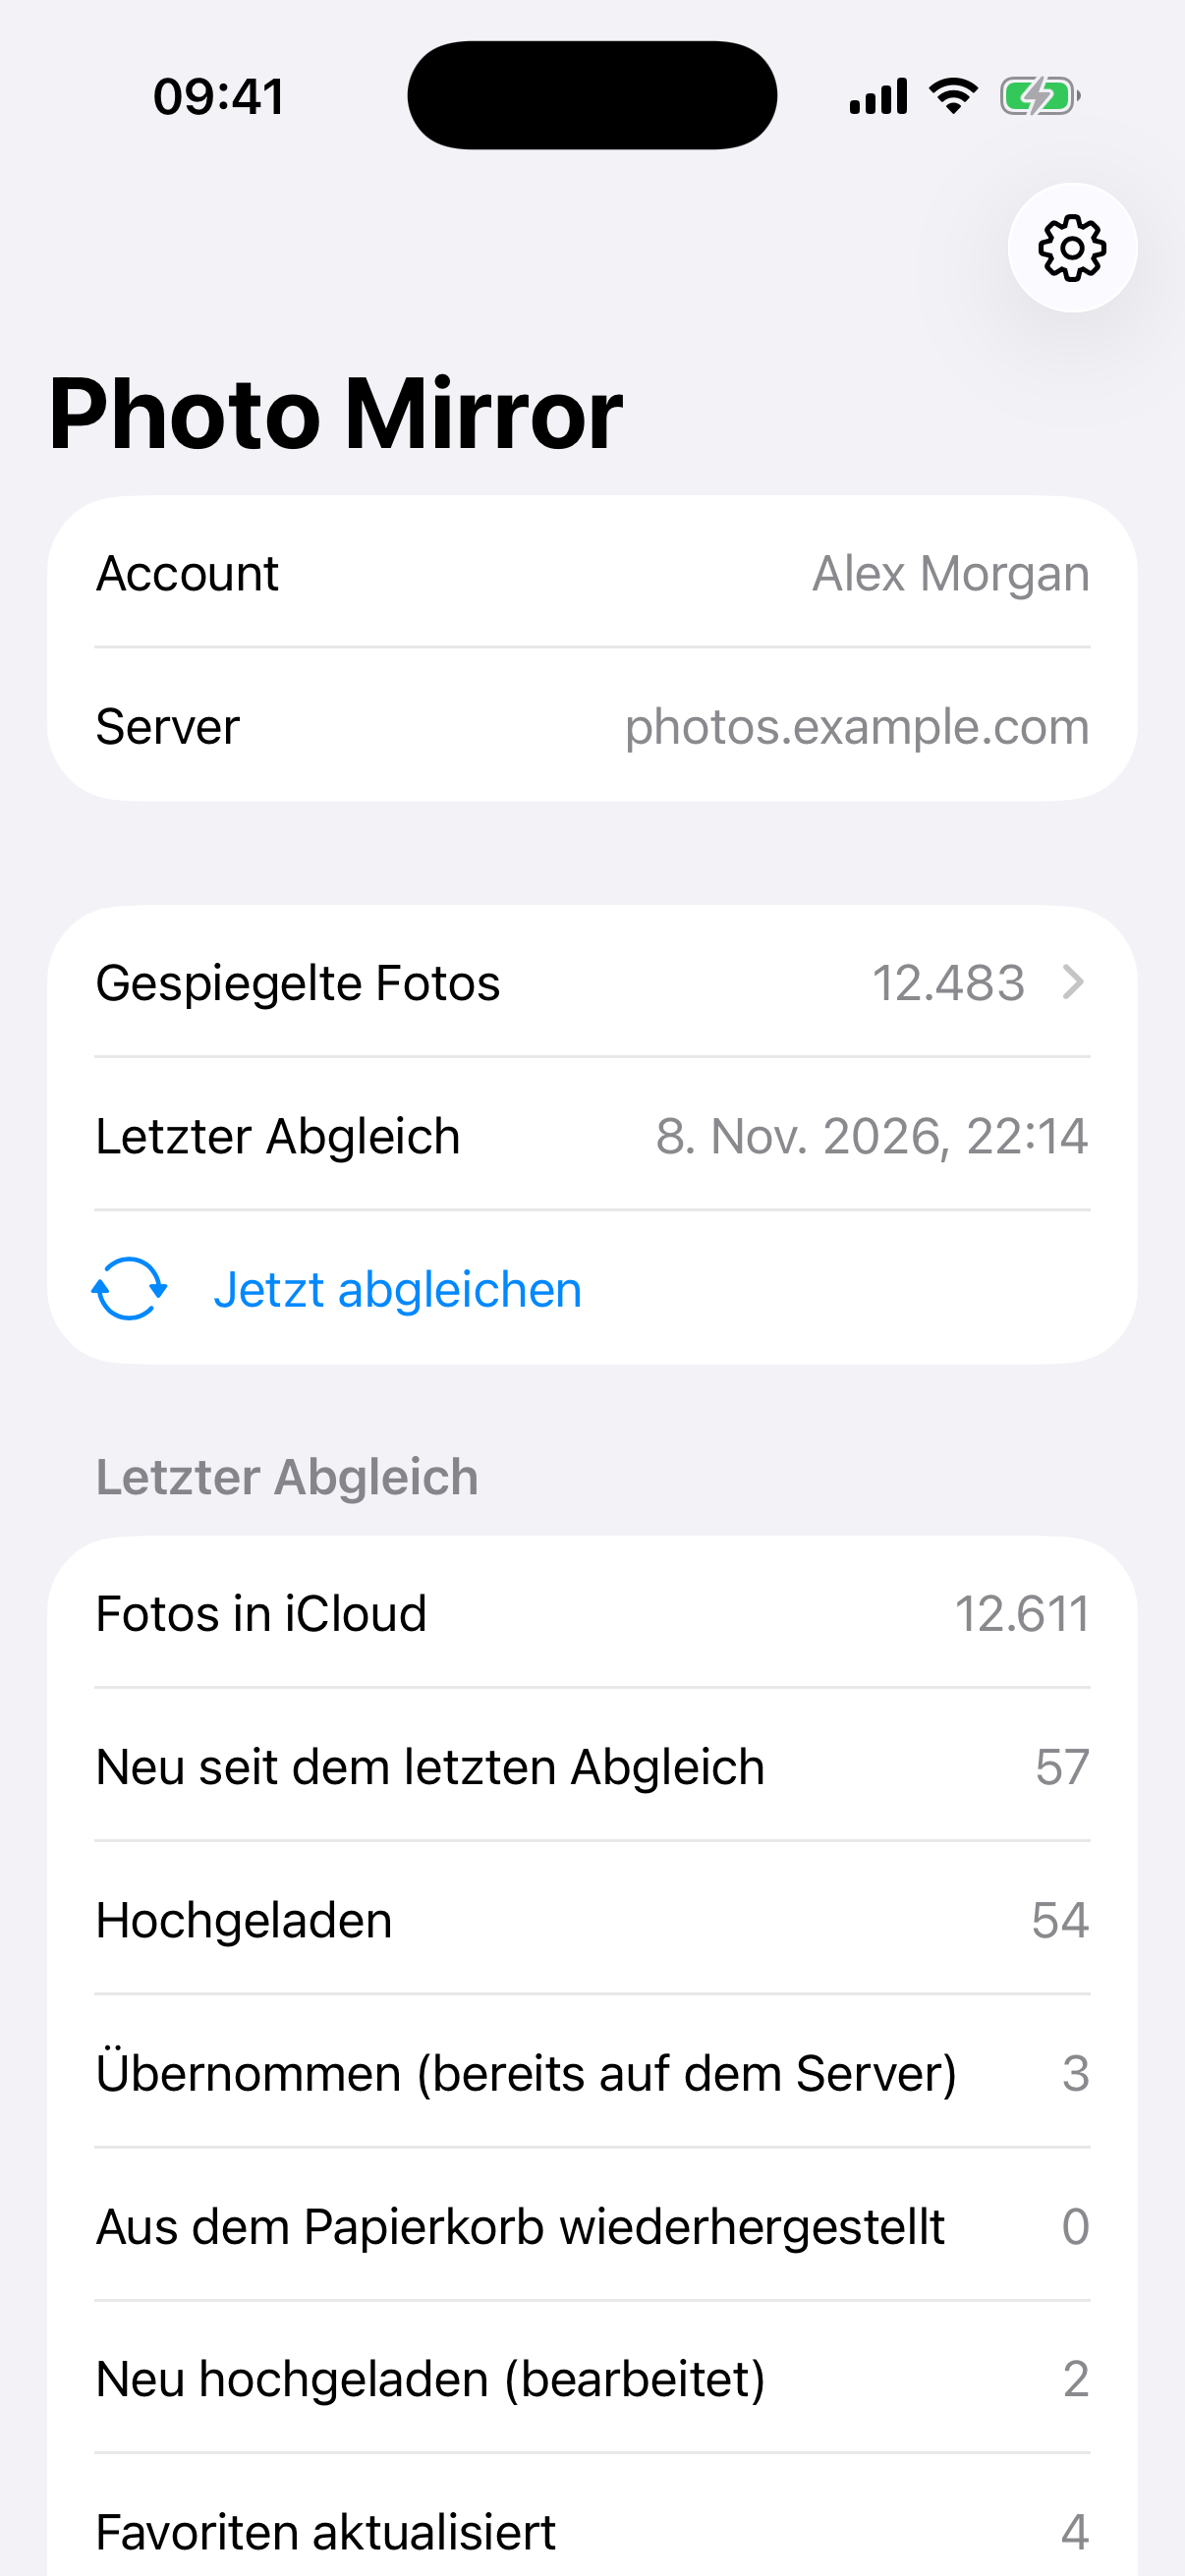 09:41
Photo Mirror
Account Alex Morgan
Server photos.example.com
Gespiegelte Fotos 12.483
Letzter Abgleich 8. Nov. 2026, 22:14
Jetzt abgleichen
Letzter Abgleich
Fotos in iCloud 12.611
Neu seit dem letzten Abgleich 57
Hochgeladen 54
Übernommen (bereits auf dem Server) 3
Aus dem Papierkorb wiederhergestellt 0
Neu hochgeladen (bearbeitet) 2
Favoriten aktualisiert 4